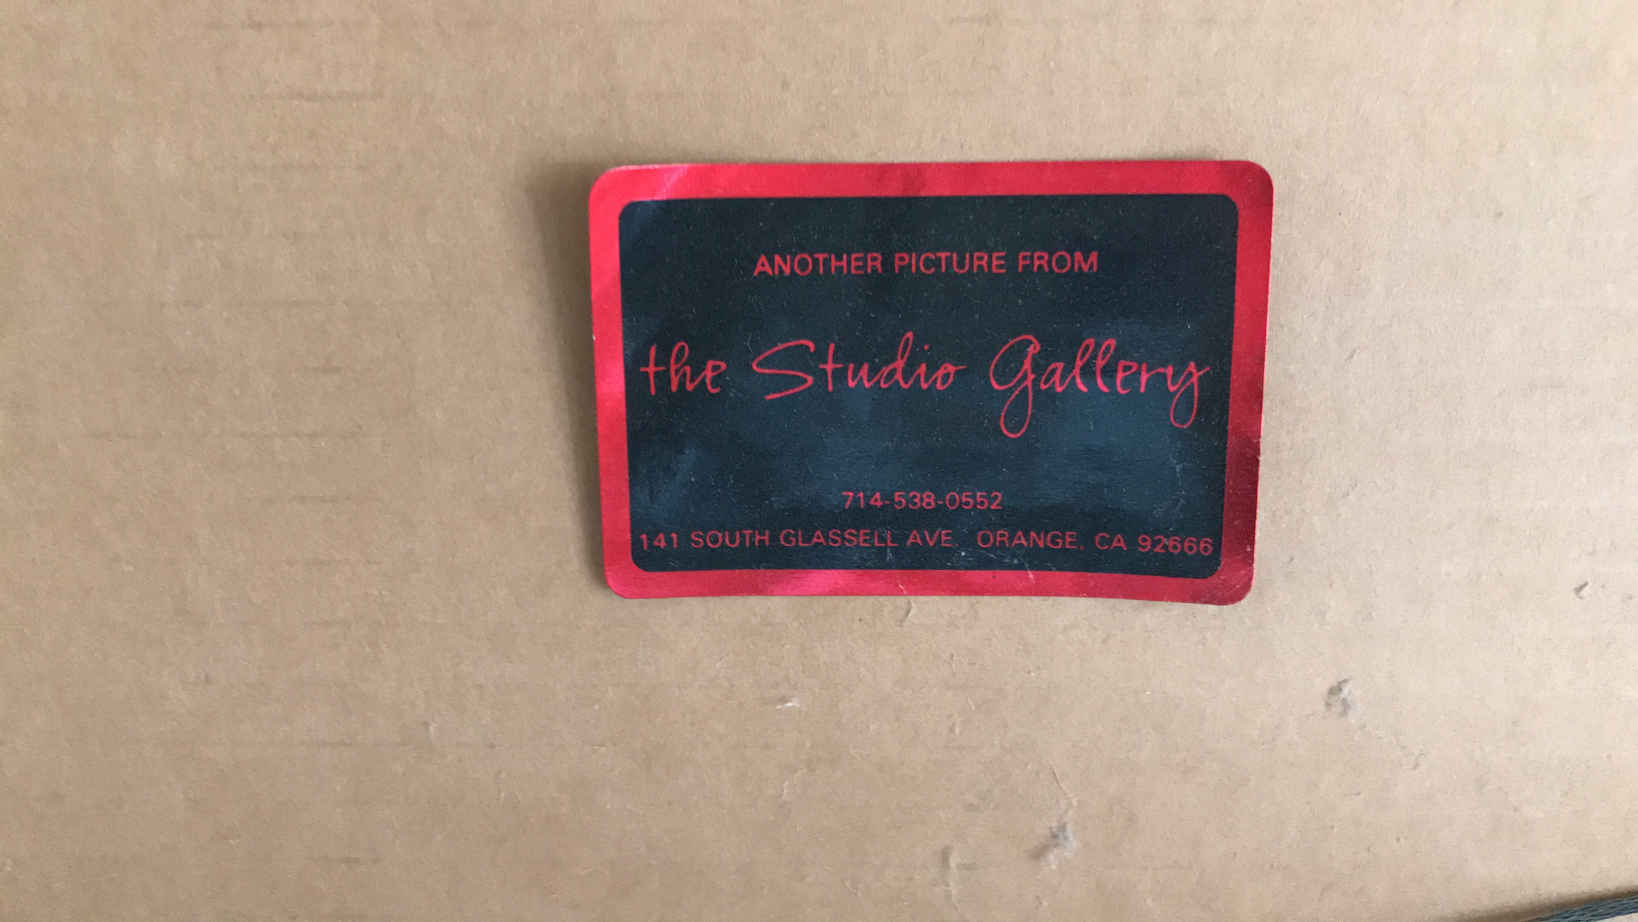 ANOTHER PICTURE FROM
the Studio Gallery
714-538-0552
141 SOUTH GLASSELL AVE. ORANGE, CA 92666